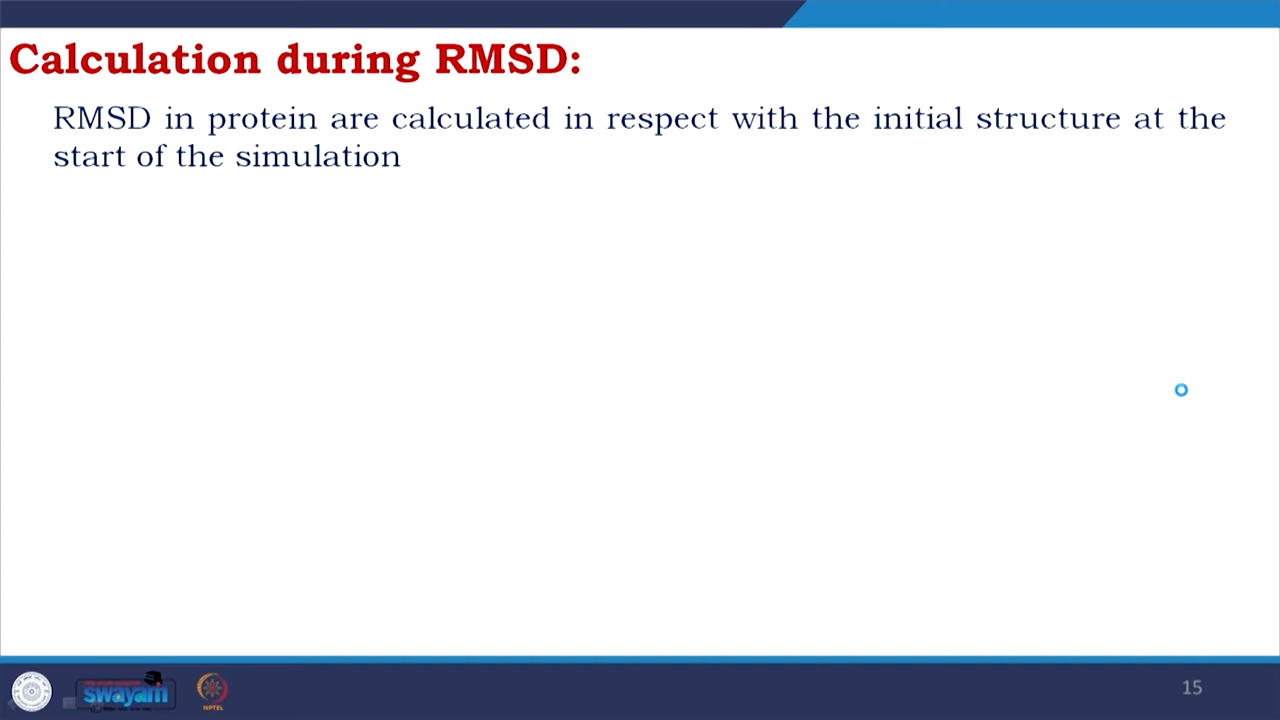 Calculation during RMSD:
RMSD in protein are calculated in respect with the initial structure at the
start of the simulation
swayam
NPTEL
15